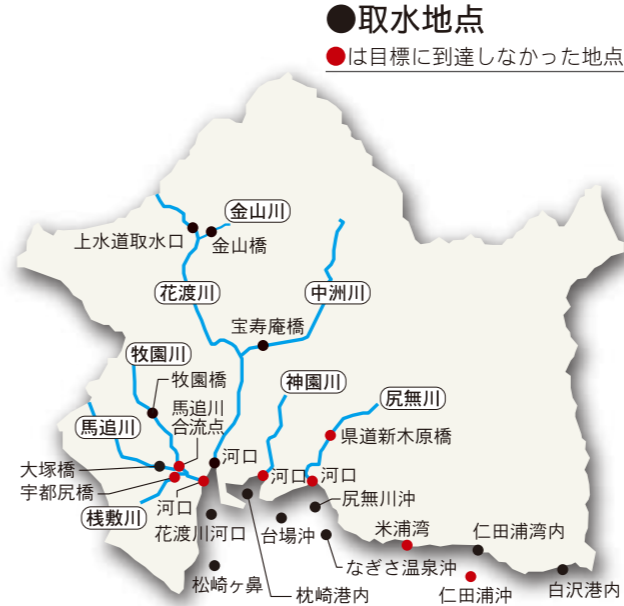 ●取水地点
●は目標に到達しなかった地点
金山川
上水道取水口
金山橋
花渡川
中洲川
宝寿庵橋
牧園川
牧園橋
神園川
尻無川
馬追川
合流点
馬追川
県道新木原橋
河口
大塚橋
宇都尻橋
河口
河口
河口
桟敷川
花渡川河口
台場沖
尻無川沖
米浦湾
仁田浦湾内
なぎさ温泉沖
松崎ヶ鼻
枕崎港内
仁田浦沖
白沢港内